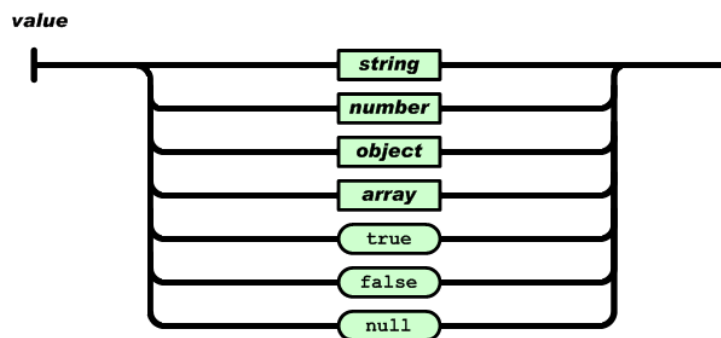 value
string
number
object
array
true
false
null